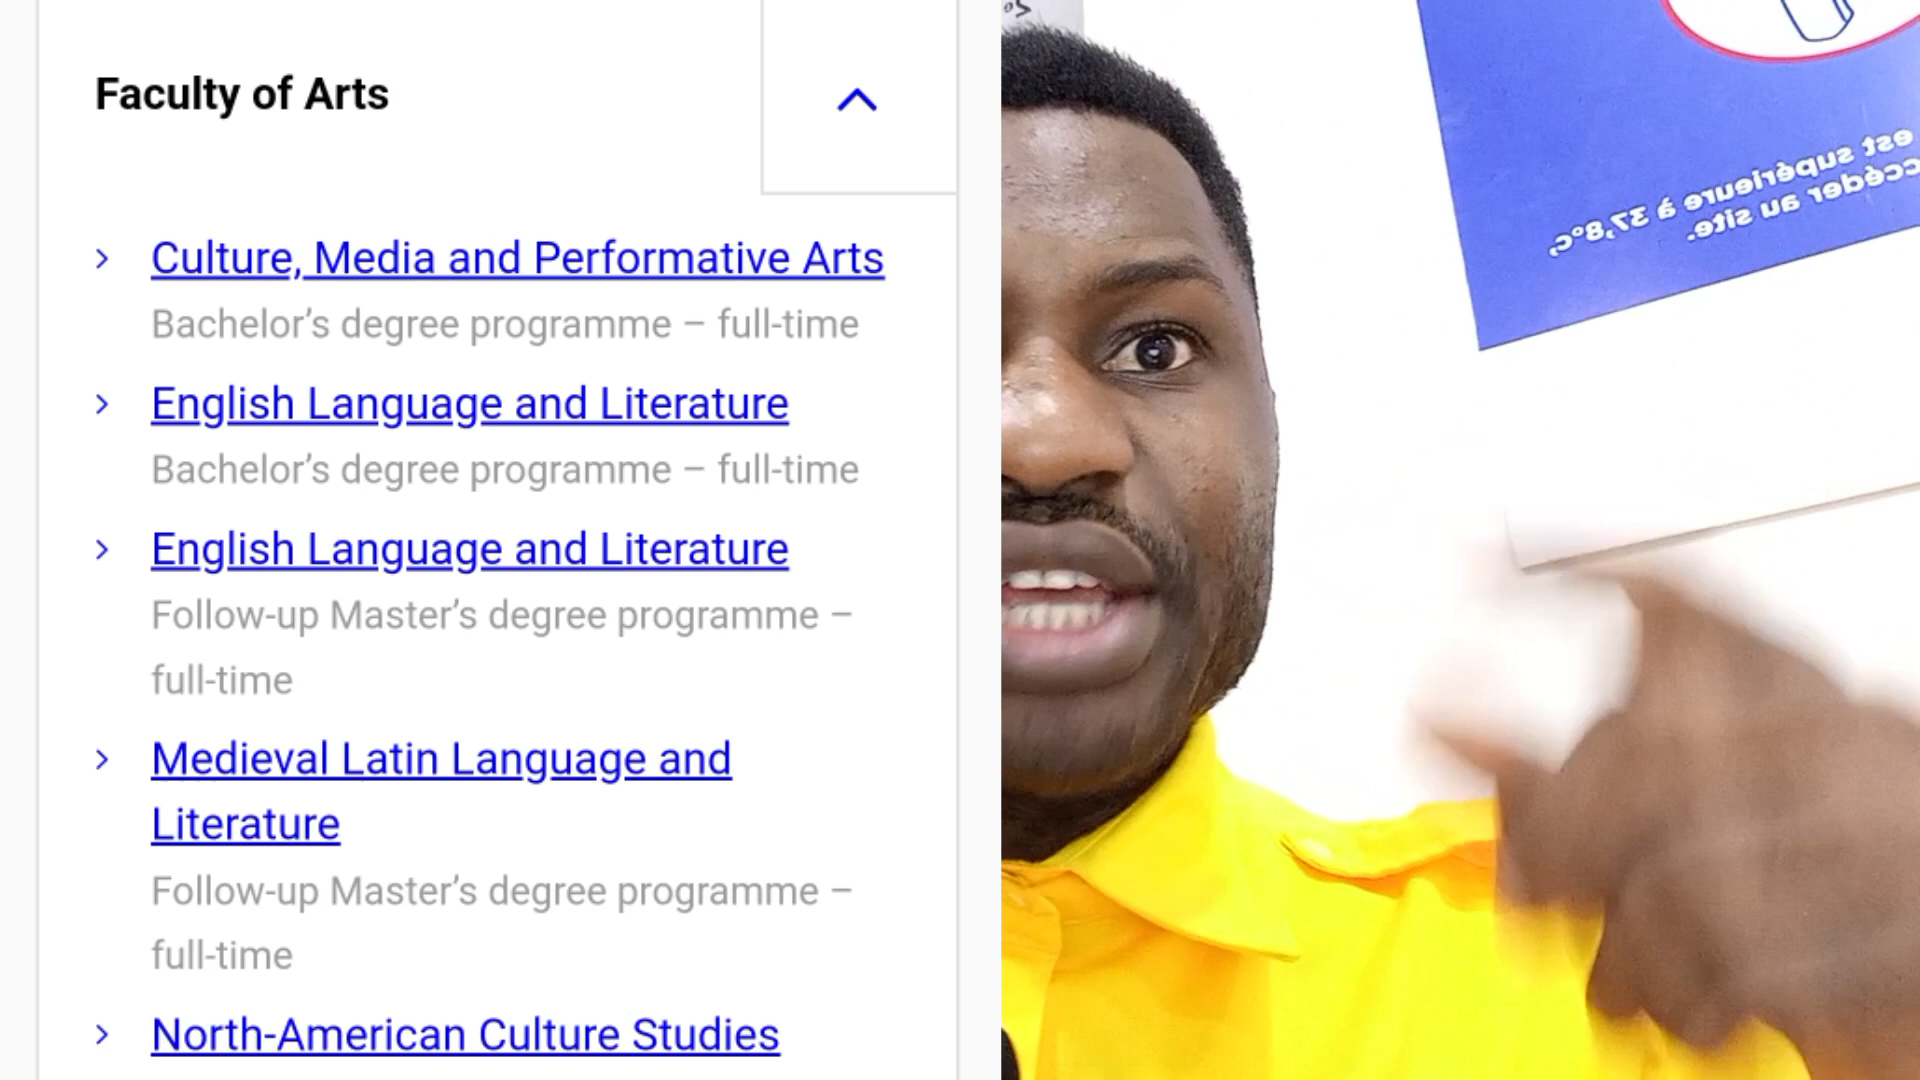 Faculty of Arts
Culture, Media and Performative Arts
Bachelor’s degree programme – full-time
English Language and Literature
Bachelor’s degree programme – full-time
English Language and Literature
Follow-up Master’s degree programme –
full-time
Medieval Latin Language and
Literature
Follow-up Master’s degree programme –
full-time
North-American Culture Studies
est supérieure à 37,8°c,
accéder au site.